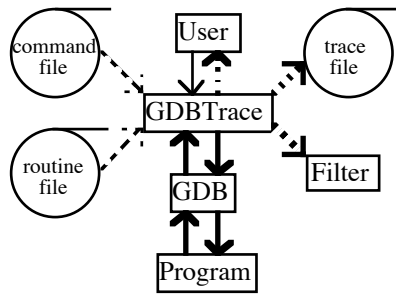 command
file
User
trace
file
GDBTrace
routine
file
GDB
Filter
Program